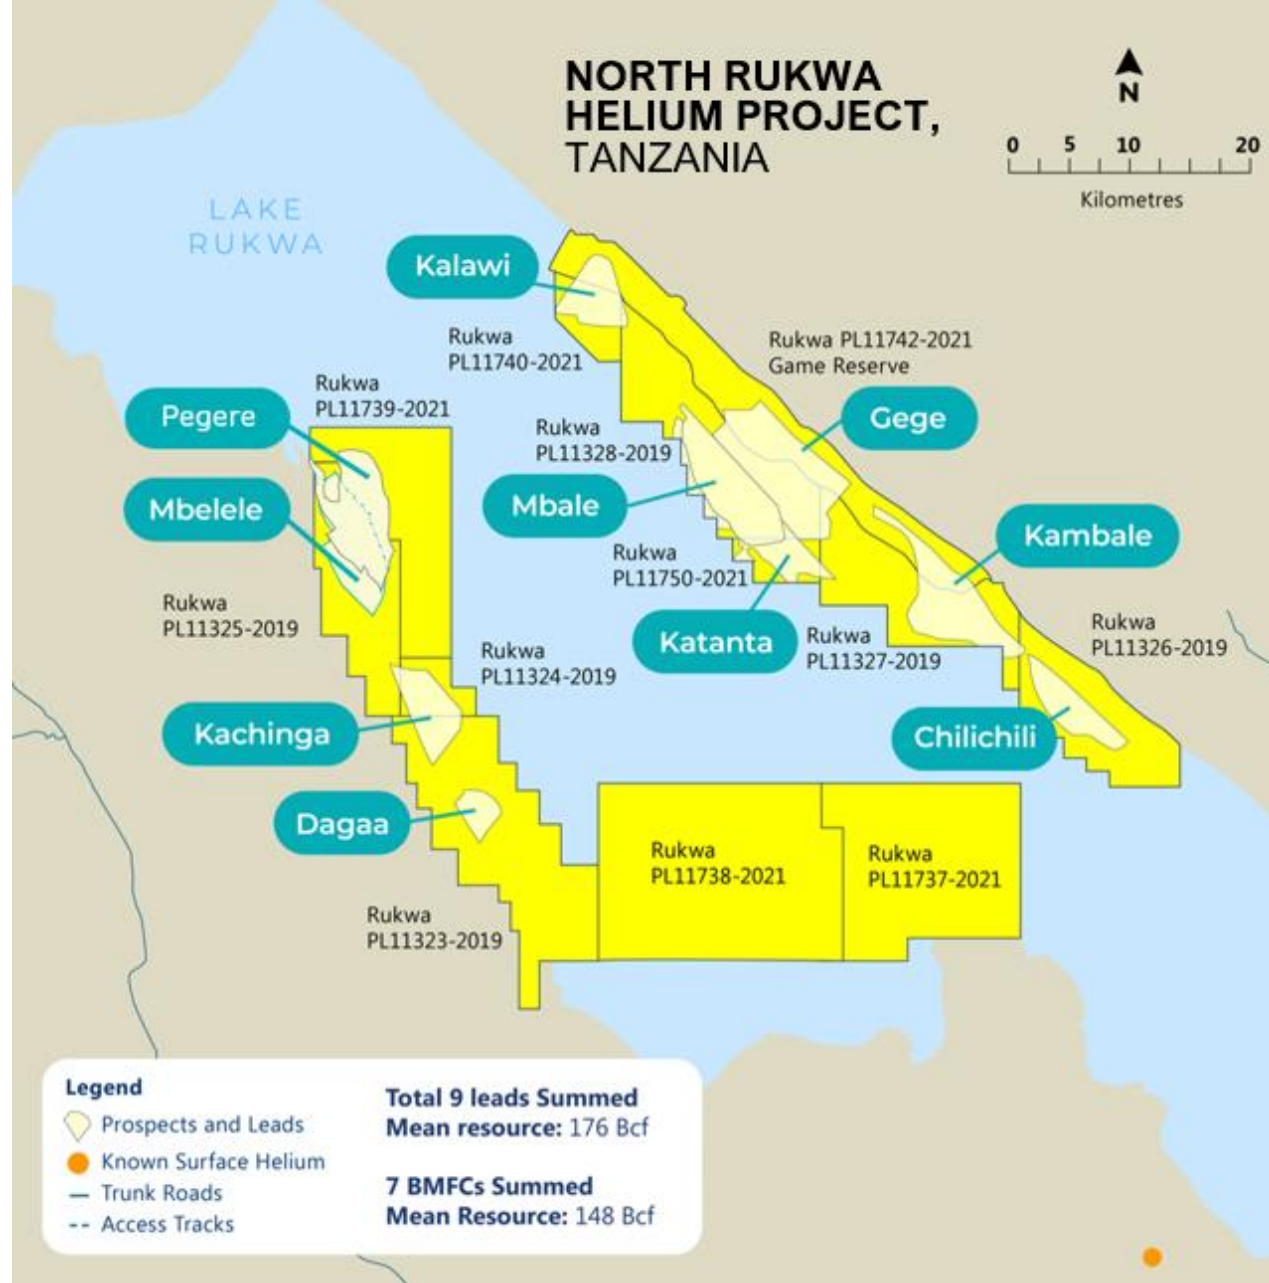 NORTH RUKWA
HELIUM PROJECT,
TANZANIA
N
0 5 10 20
Kilometres
LAKE
RUKWA
Kalawi
Rukwa
PL11740-2021
Rukwa PL11742-2021
Game Reserve
Rukwa
PL11739-2021
Pegere
Gege
Rukwa
PL11328-2019
Mbelele
Mbale
Kambale
Rukwa
PL11750-2021
Rukwa
PL11325-2019
Katanta
Rukwa
PL11327-2019
Rukwa
PL11326-2019
Rukwa
PL11324-2019
Kachinga
Chilichili
Dagaa
Rukwa
PL11738-2021
Rukwa
PL11737-2021
Rukwa
PL11323-2019
Legend
Prospects and Leads
Known Surface Helium
Trunk Roads
Access Tracks
Total 9 leads Summed
Mean resource: 176 Bcf
7 BMFCs Summed
Mean Resource: 148 Bcf